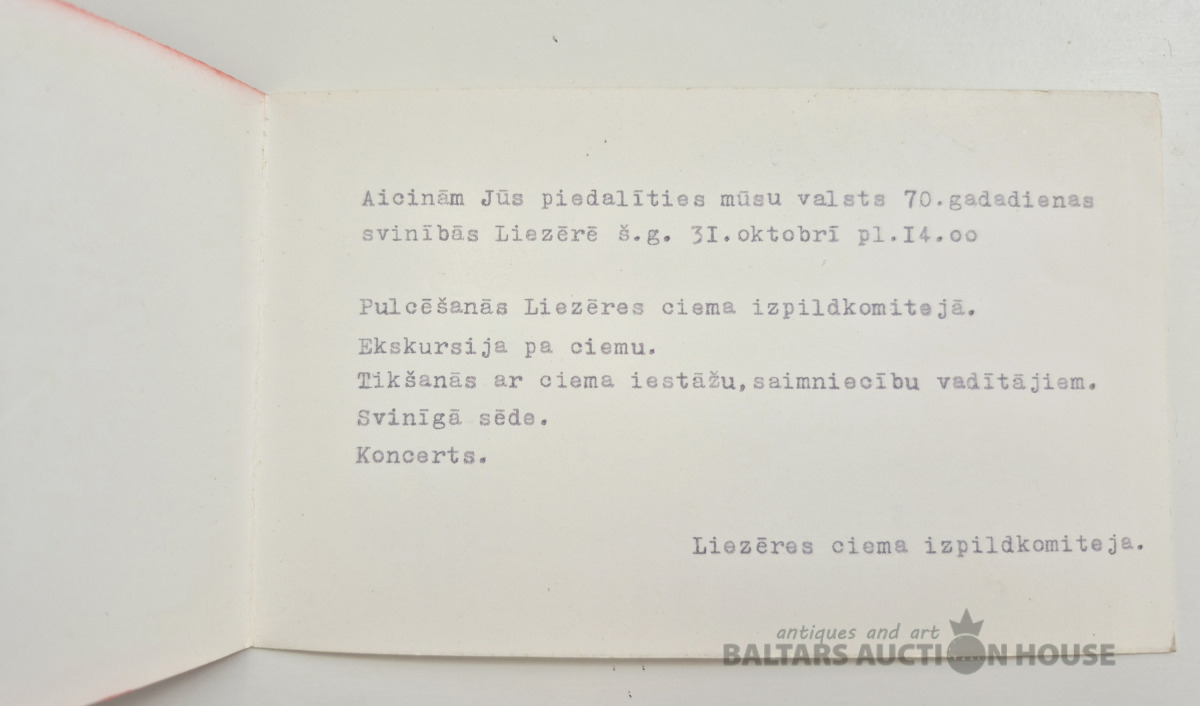 Aicinām Jūs piedalīties mūsu valsts 70.gadadienas
svinībās Liezērē š.g. 3I.oktobrī pl.I4.oo
Pulcēšanās Liezēres ciema izpildkomitejā.
Ekskursija pa ciemu.
Tikšanās ar ciema iestāžu,saimniecību vadītājiem.
Svinīgā sēde.
Koncerts.
Liezēres ciema izpildkomiteja.
antiques and art
BALTARS AUCTION HOUSE